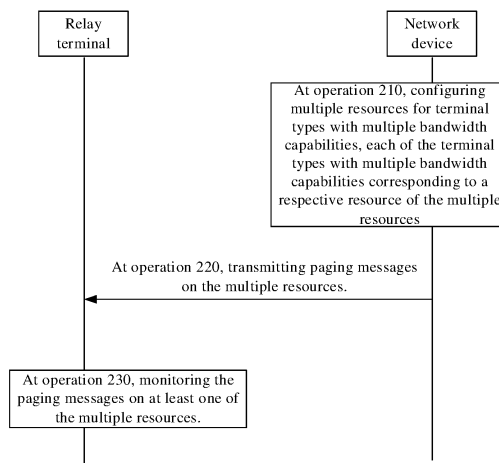 Relay
terminal
Network
device
At operation 210, configuring
multiple resources for terminal
types with multiple bandwidth
capabilities, each of the terminal
types with multiple bandwidth
capabilities corresponding to a
respective resource of the multiple
resources
At operation 220, transmitting paging messages
on the multiple resources.
At operation 230, monitoring the
paging messages on at least one of
the multiple resources.